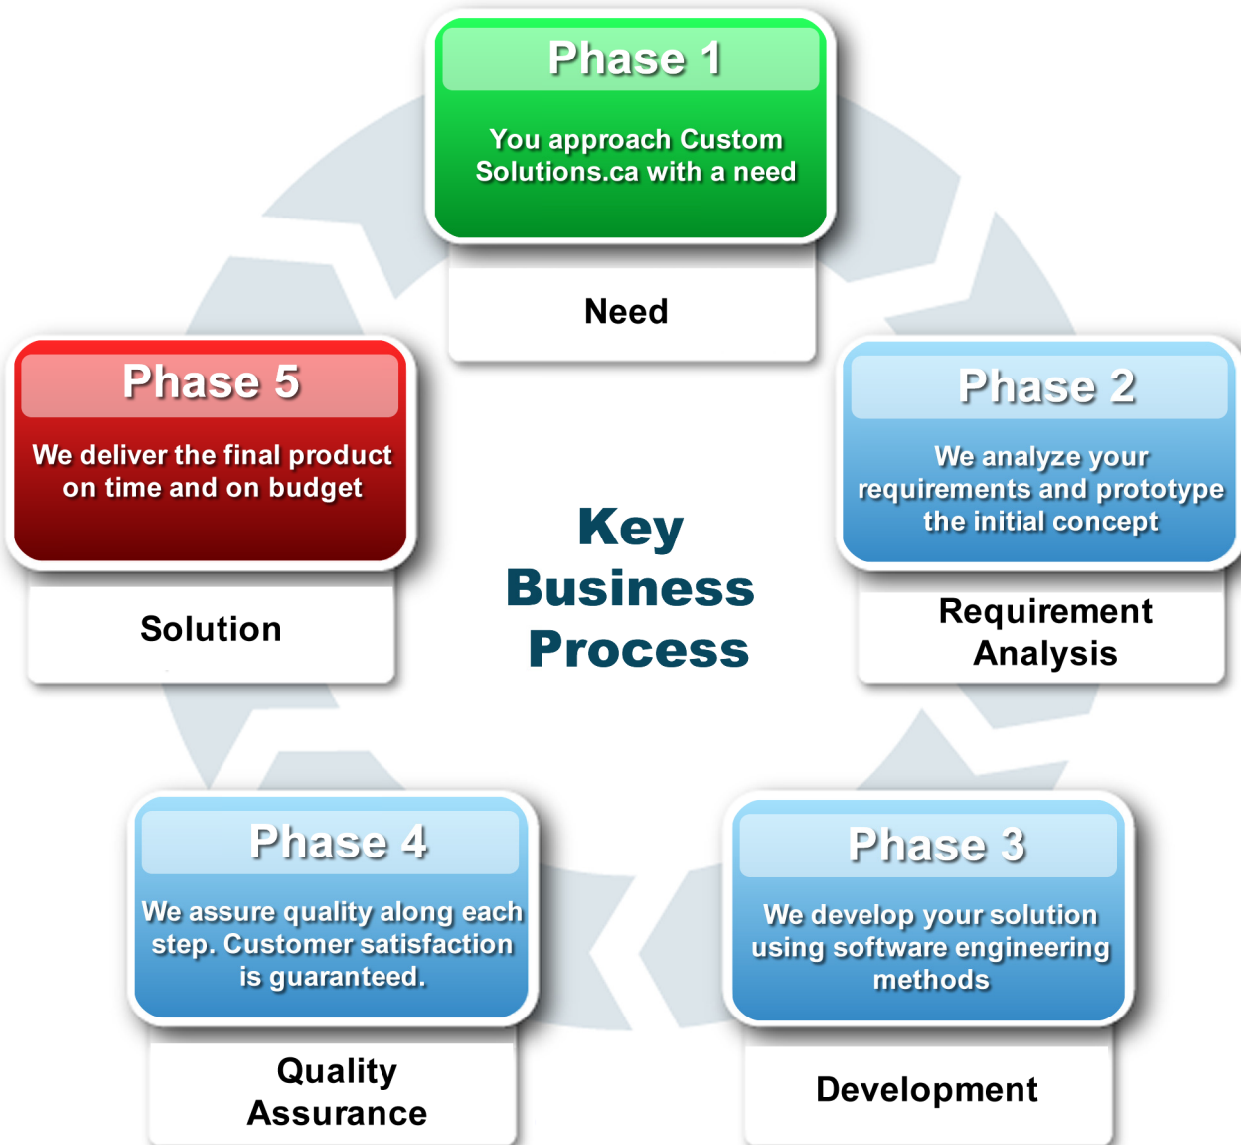 Phase 1
You approach Custom
Solutions.ca with a need
Need
Phase 2
We analyze your
requirements and prototype
the initial concept
Requirement
Analysis
Phase 3
We develop your solution
using software engineering
methods
Development
Phase 4
We assure quality along each
step. Customer satisfaction
is guaranteed.
Quality
Assurance
Phase 5
We deliver the final product
on time and on budget
Solution
Key
Business
Process